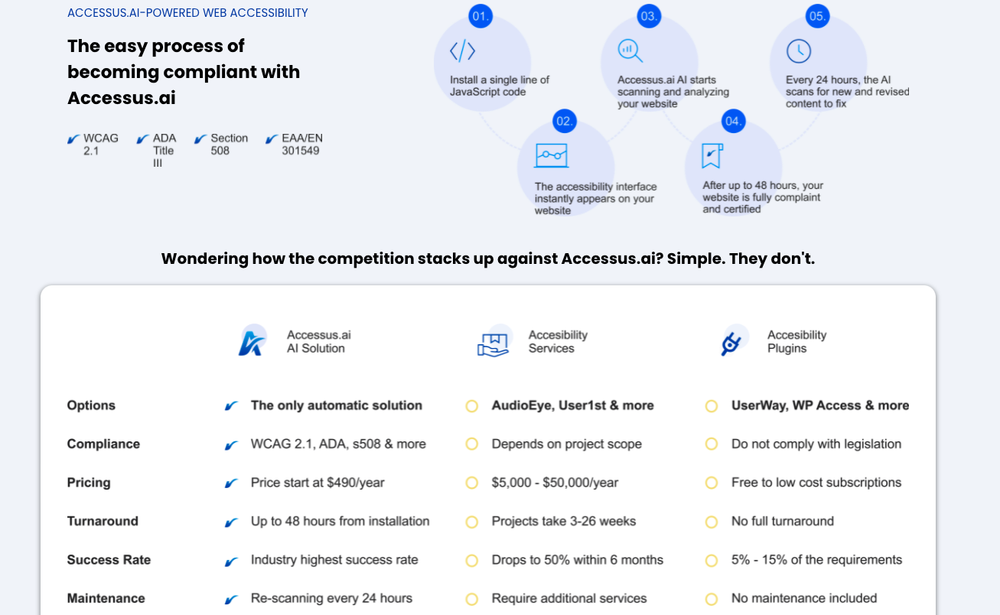 ACCESSUS.AI-POWERED WEB ACCESSIBILITY
The easy process of
becoming compliant with
Accessus.ai
WCAG
2.1
ADA
Title
III
Section
508
EAA/EN
301549
01.
Install a single line of
JavaScript code
02.
The accessibility interface
instantly appears on your
website
03.
Accessus.ai AI starts
scanning and analyzing
your website
04.
After up to 48 hours, your
website is fully complaint
and certified
05.
Every 24 hours, the AI
scans for new and revised
content to fix
Wondering how the competition stacks up against Accessus.ai? Simple. They don't.
Accessus.ai
AI Solution
Accesibility
Services
Accesibility
Plugins
Options The only automatic solution AudioEye, User1st & more UserWay, WP Access & more
Compliance WCAG 2.1, ADA, s508 & more Depends on project scope Do not comply with legislation
Pricing Price start at $490/year $5,000 - $50,000/year Free to low cost subscriptions
Turnaround Up to 48 hours from installation Projects take 3-26 weeks No full turnaround
Success Rate Industry highest success rate Drops to 50% within 6 months 5% - 15% of the requirements
Maintenance Re-scanning every 24 hours Require additional services No maintenance included